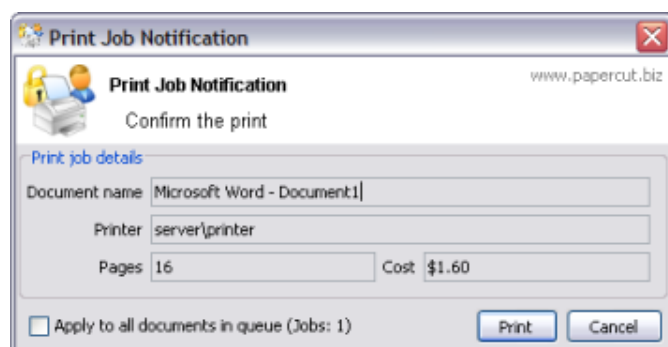 Print Job Notification
www.papercut.biz
Print Job Notification
Confirm the print
Print job details
Document name Microsoft Word - Document1
Printer server\printer
Pages 16 Cost $1.60
Apply to all documents in queue (Jobs: 1) Print Cancel